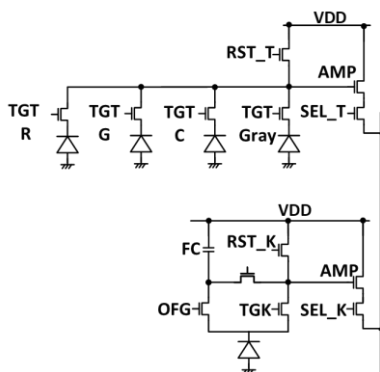 VDD
RST_T
AMP
TGT TGT TGT TGT SEL_T
R G C Gray
VDD
FC RST_K
AMP
OFG TGK SEL_K